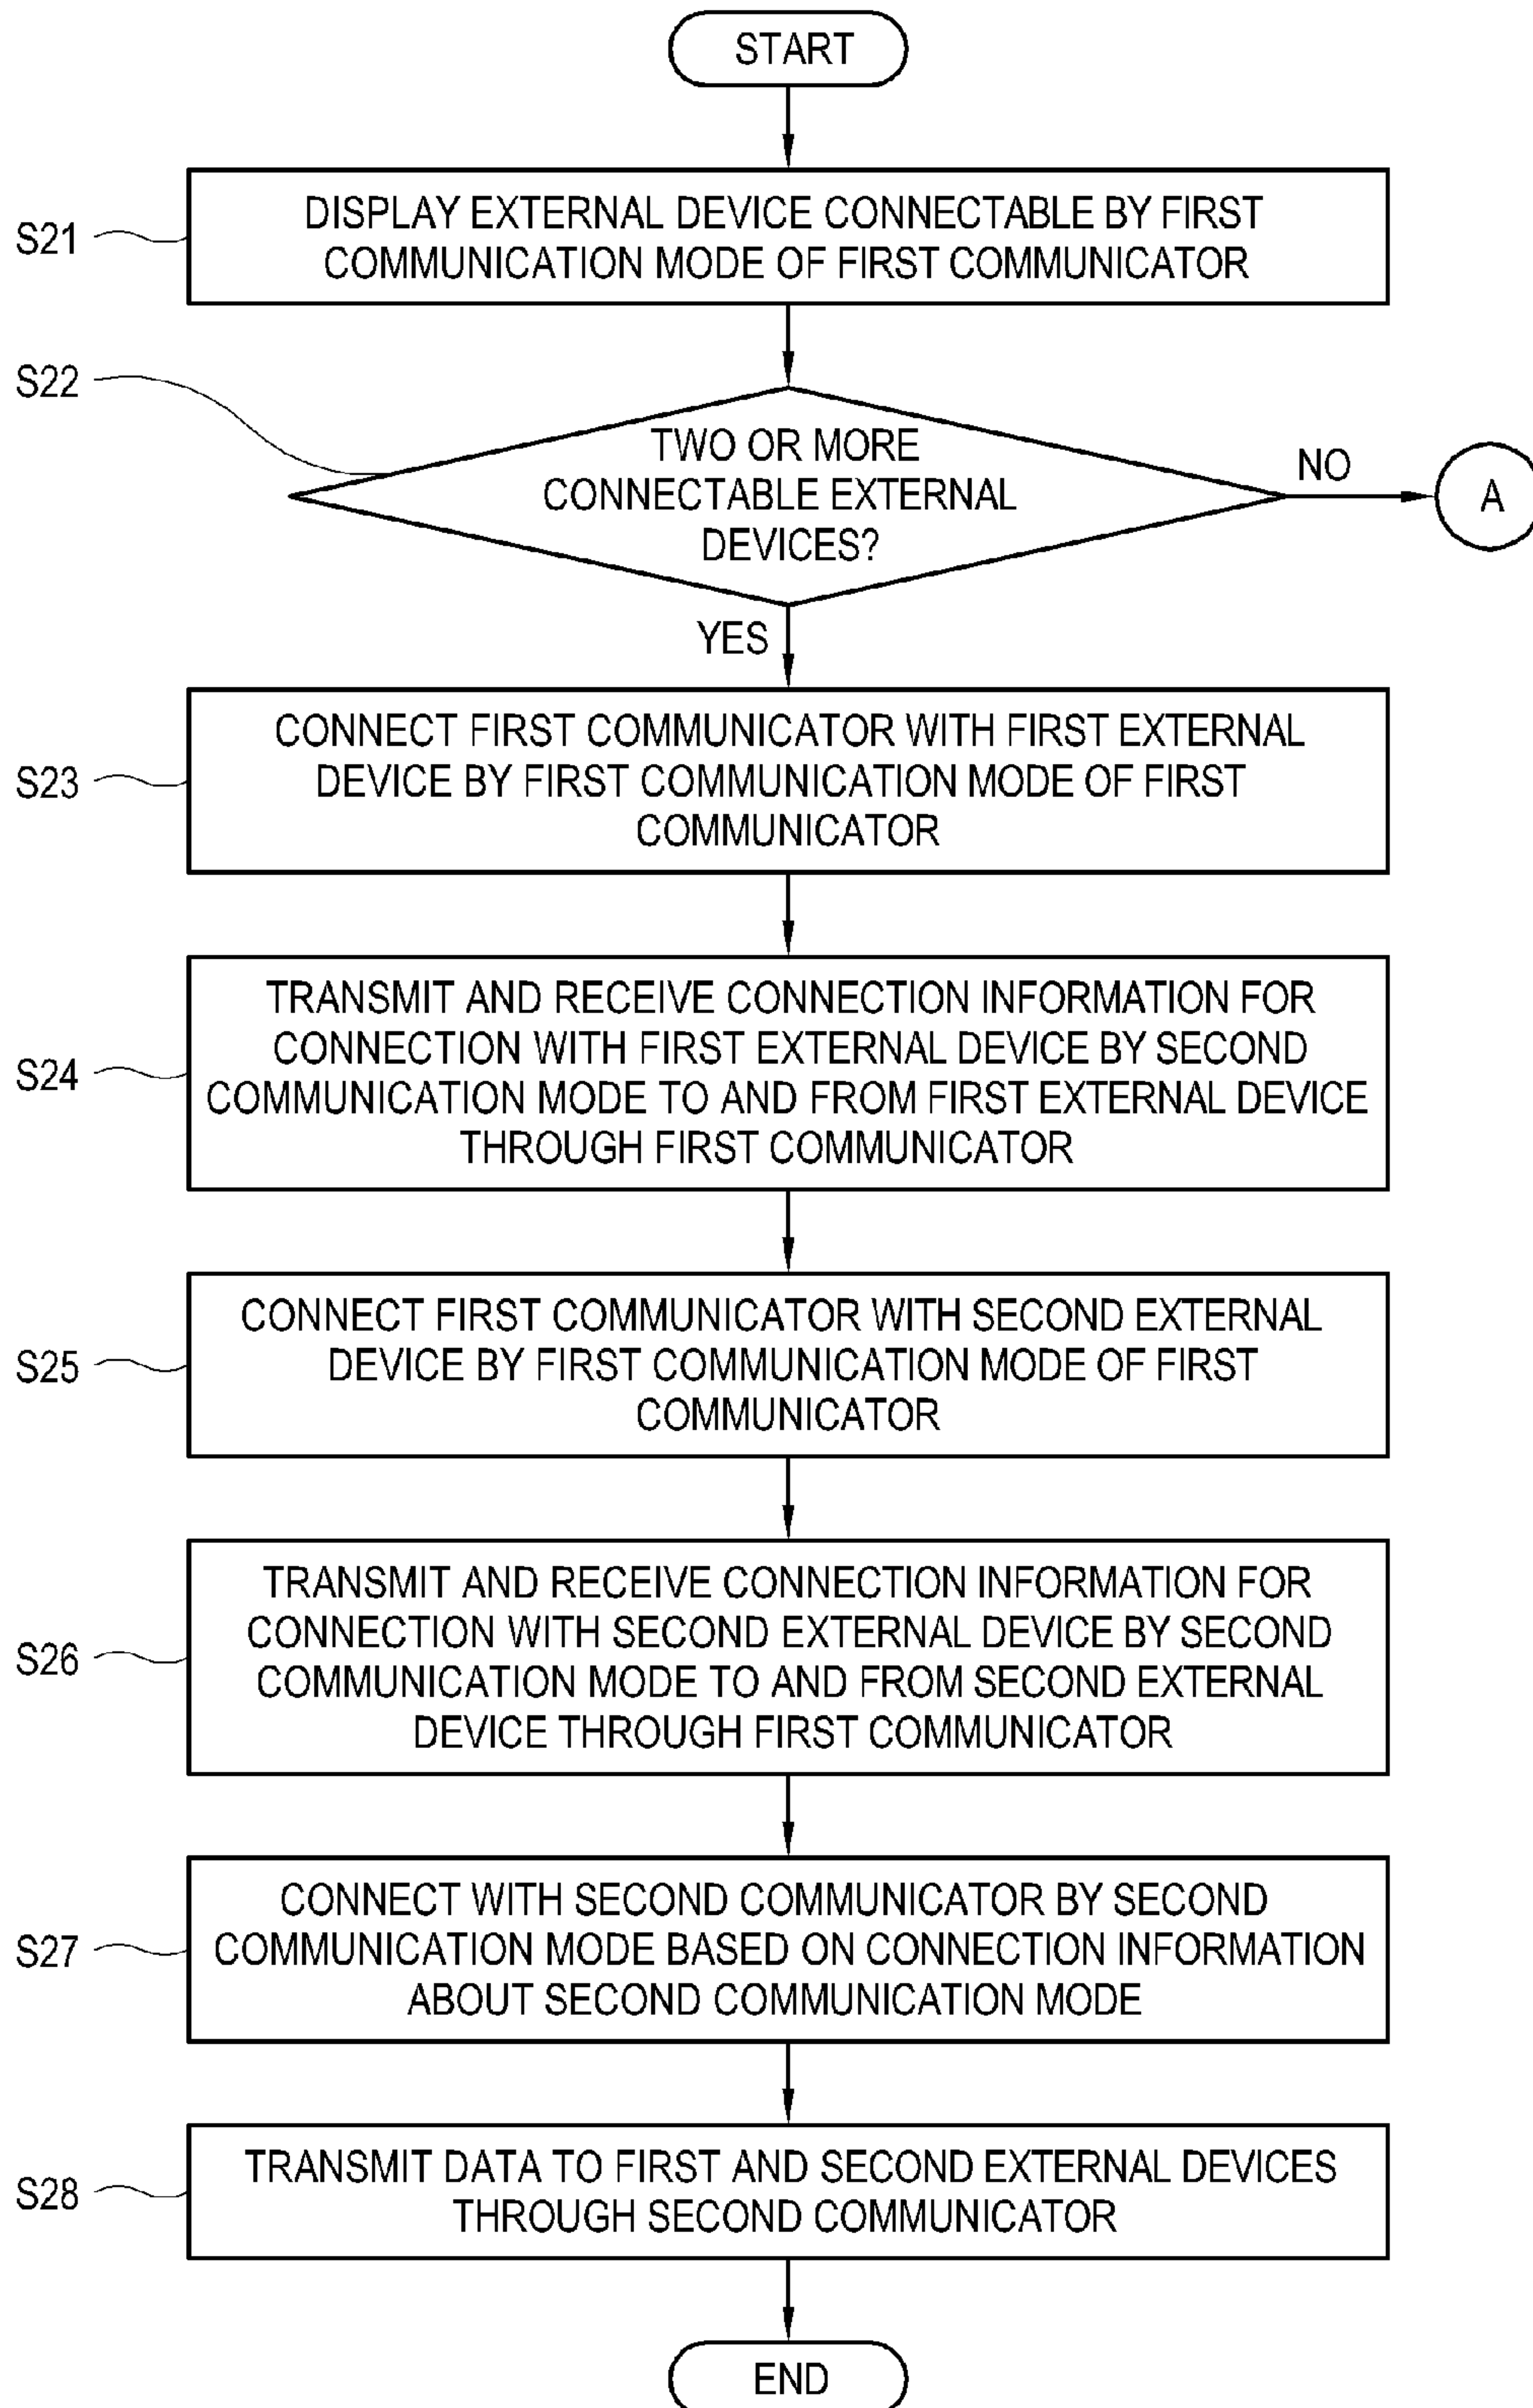 START
S21
DISPLAY EXTERNAL DEVICE CONNECTABLE BY FIRST
COMMUNICATION MODE OF FIRST COMMUNICATOR
S22
TWO OR MORE
CONNECTABLE EXTERNAL
DEVICES?
NO
A
YES
S23
CONNECT FIRST COMMUNICATOR WITH FIRST EXTERNAL
DEVICE BY FIRST COMMUNICATION MODE OF FIRST
COMMUNICATOR
S24
TRANSMIT AND RECEIVE CONNECTION INFORMATION FOR
CONNECTION WITH FIRST EXTERNAL DEVICE BY SECOND
COMMUNICATION MODE TO AND FROM FIRST EXTERNAL DEVICE
THROUGH FIRST COMMUNICATOR
S25
CONNECT FIRST COMMUNICATOR WITH SECOND EXTERNAL
DEVICE BY FIRST COMMUNICATION MODE OF FIRST
COMMUNICATOR
S26
TRANSMIT AND RECEIVE CONNECTION INFORMATION FOR
CONNECTION WITH SECOND EXTERNAL DEVICE BY SECOND
COMMUNICATION MODE TO AND FROM SECOND EXTERNAL
DEVICE THROUGH FIRST COMMUNICATOR
S27
CONNECT WITH SECOND COMMUNICATOR BY SECOND
COMMUNICATION MODE BASED ON CONNECTION INFORMATION
ABOUT SECOND COMMUNICATION MODE
S28
TRANSMIT DATA TO FIRST AND SECOND EXTERNAL DEVICES
THROUGH SECOND COMMUNICATOR
END